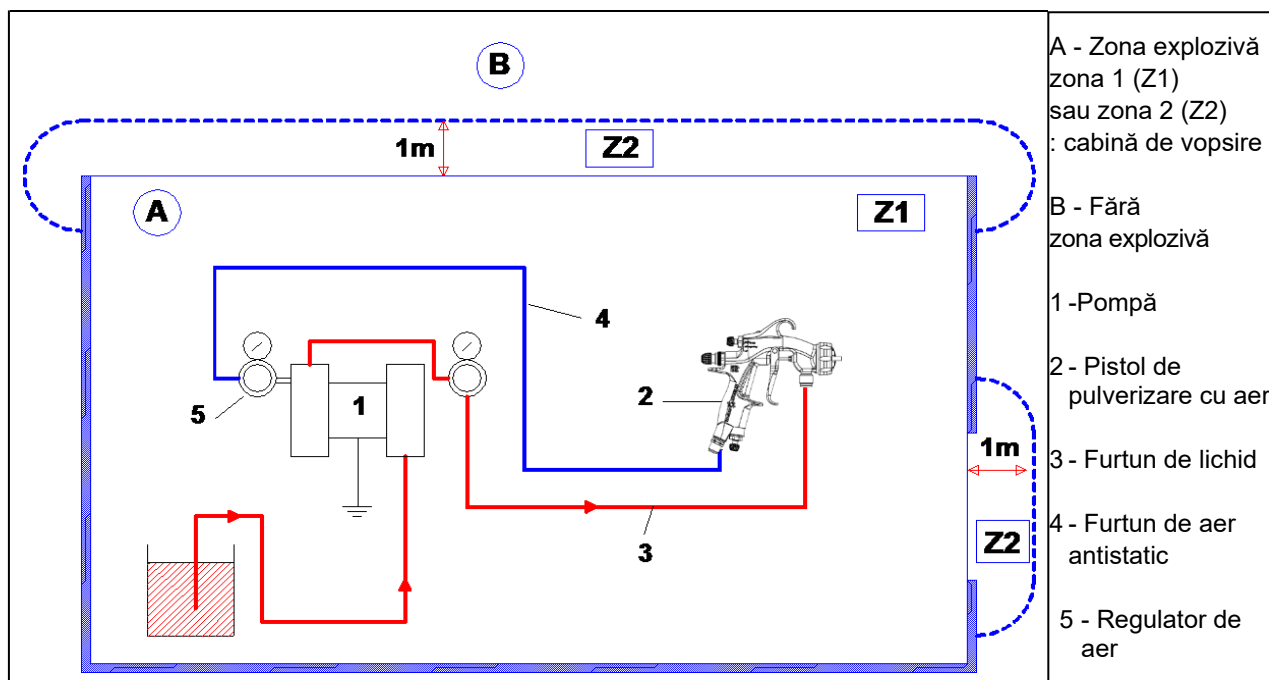 B
1m
Z2
A
Z1
4
5
1
2
1m
3
Z2
A - Zona explozivă
zona 1 (Z1)
sau zona 2 (Z2)
: cabină de vopsire
B - Fără
zona explozivă
1 -Pompă
2 - Pistol de
pulverizare cu aer
3 - Furtun de lichid
4 - Furtun de aer
antistatic
5 - Regulator de
aer